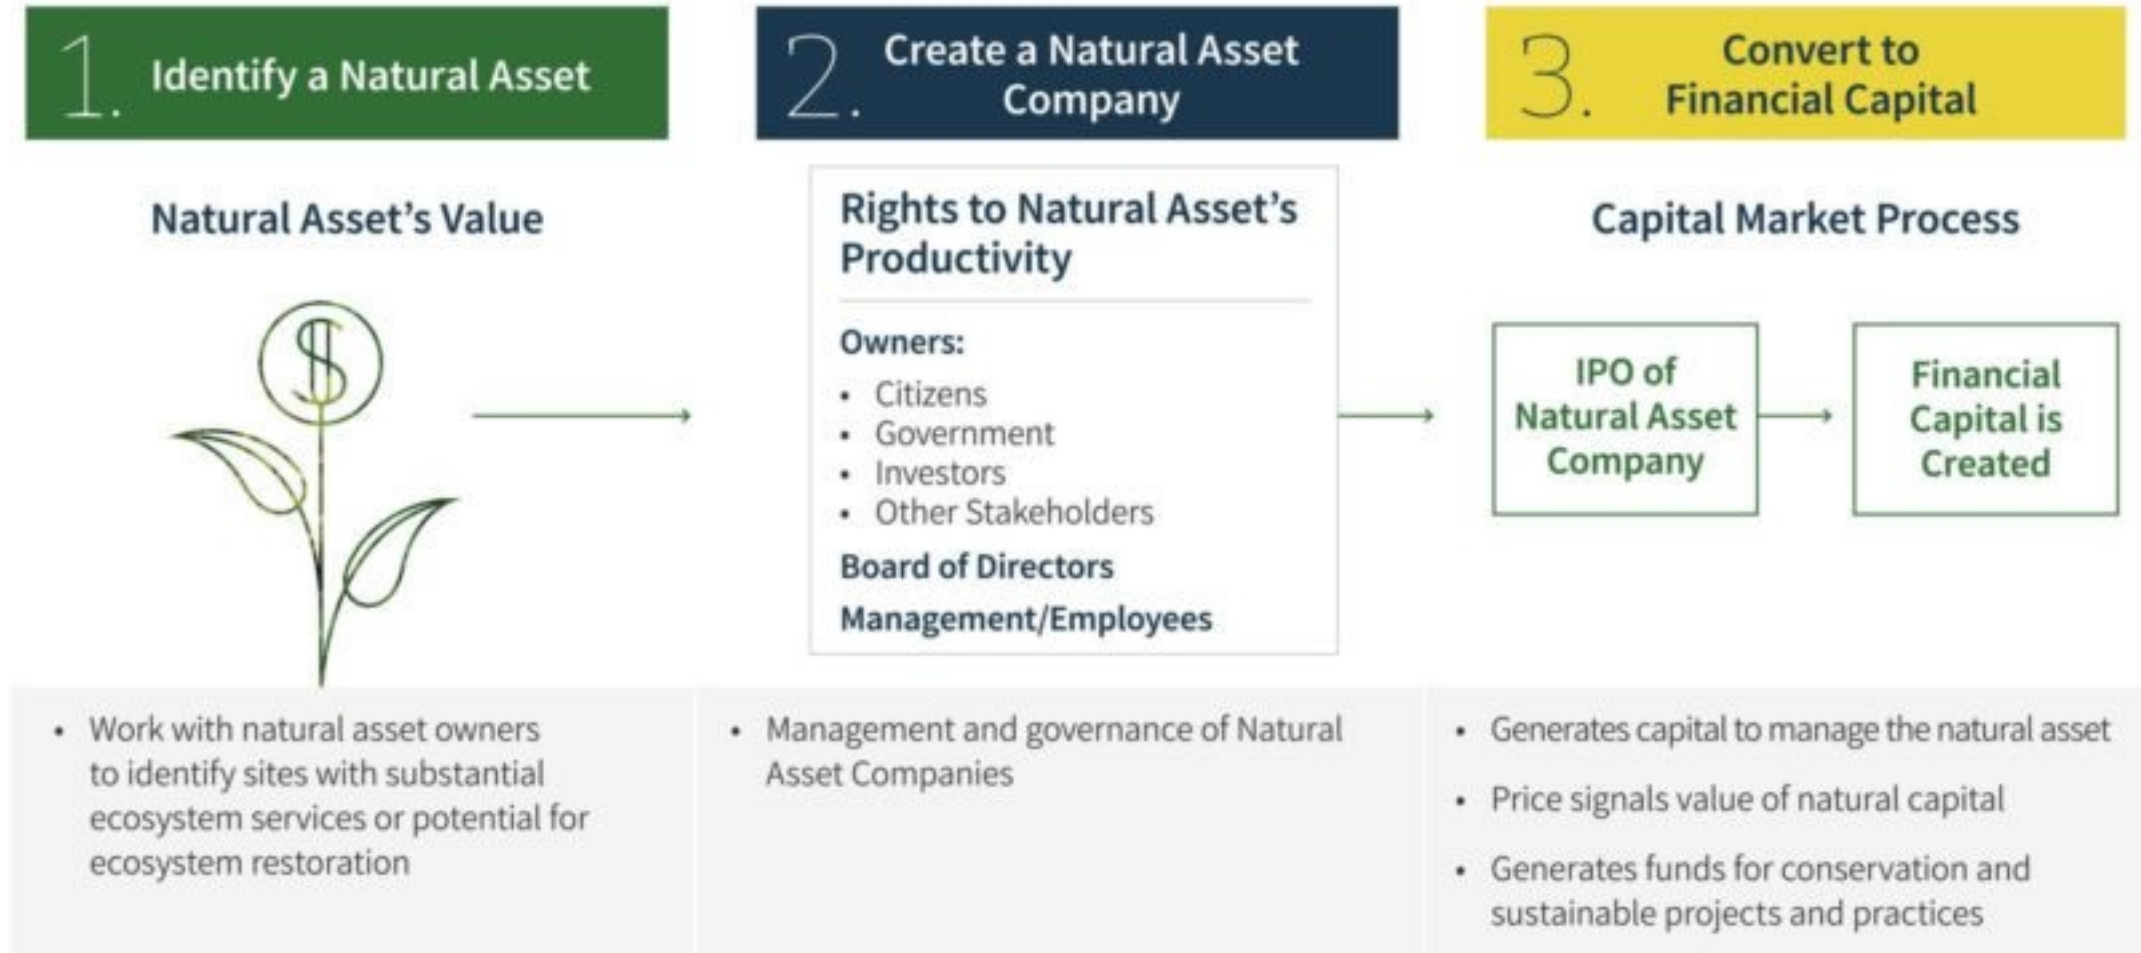 1. Identify a Natural Asset
Natural Asset's Value
$
• Work with natural asset owners
to identify sites with substantial
ecosystem services or potential for
ecosystem restoration
2. Create a Natural Asset
Company
Rights to Natural Asset's
Productivity
Owners:
• Citizens
• Government
• Investors
• Other Stakeholders
Board of Directors
Management/Employees
• Management and governance of Natural
Asset Companies
3. Convert to
Financial Capital
Capital Market Process
IPO of
Natural Asset
Company
Financial
Capital is
Created
• Generates capital to manage the natural asset
• Price signals value of natural capital
• Generates funds for conservation and
sustainable projects and practices